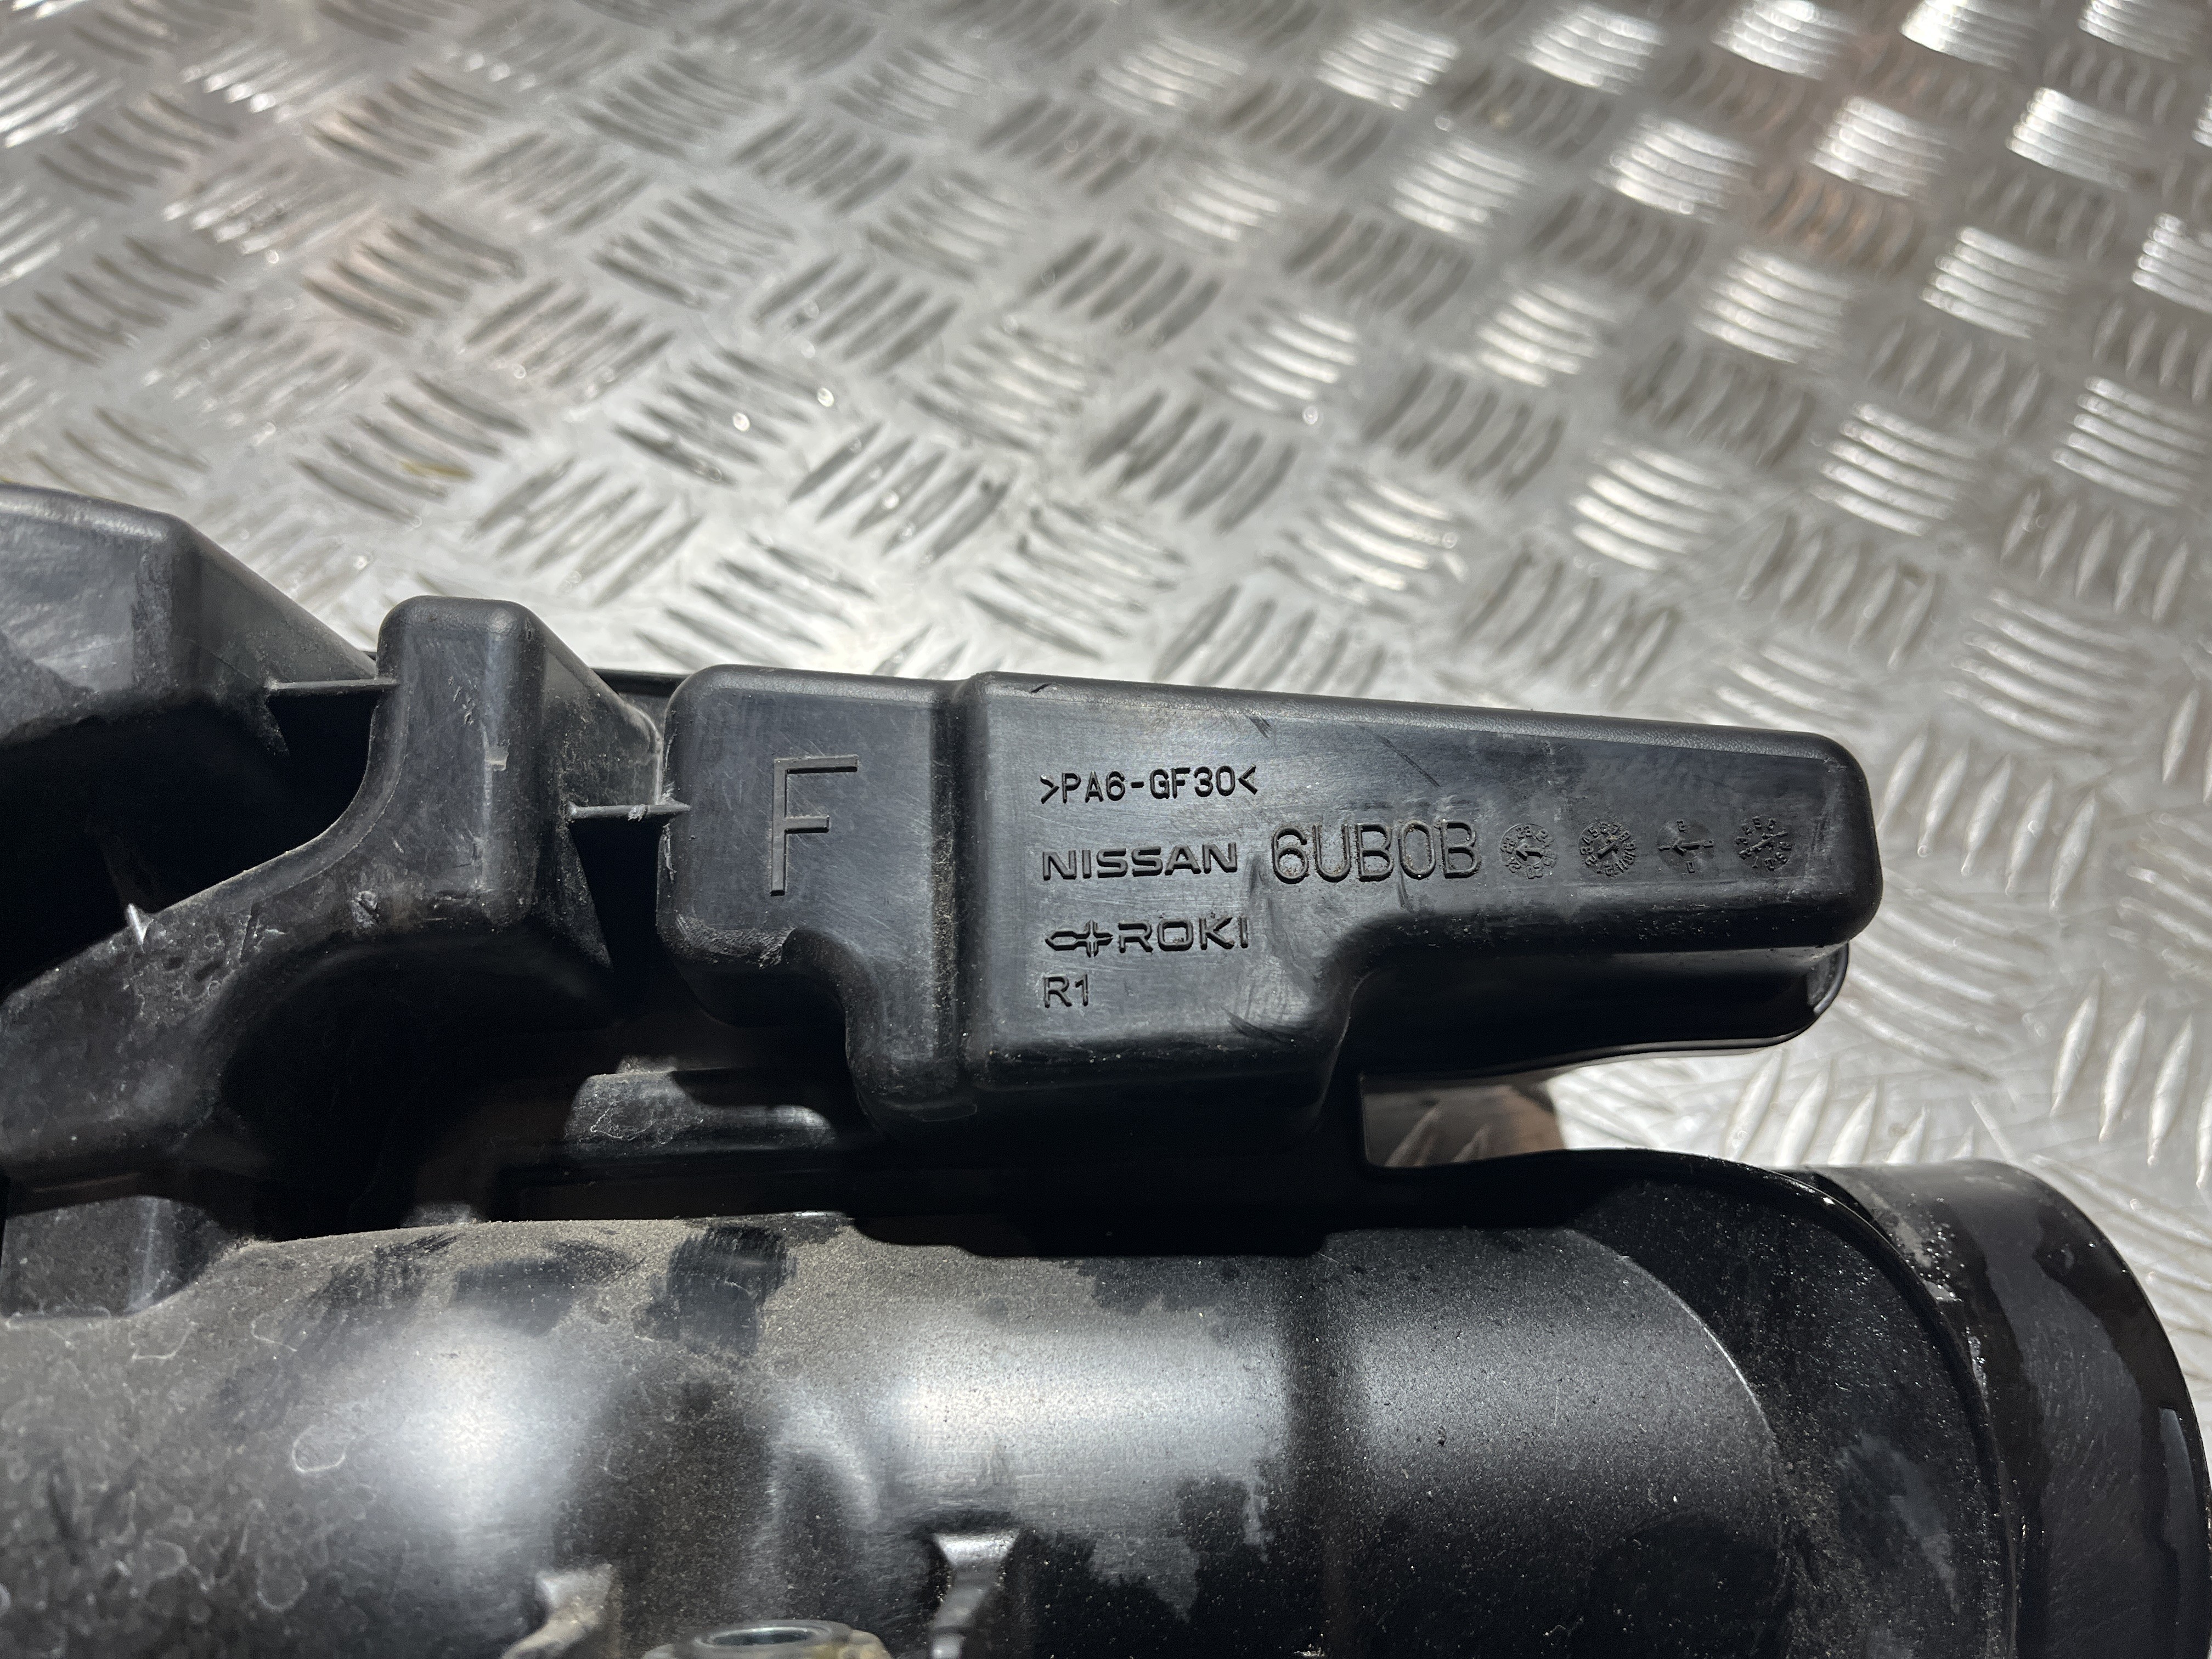 F
>PA6-GF30<
NISSAN 6UB0B
ROKI
R1